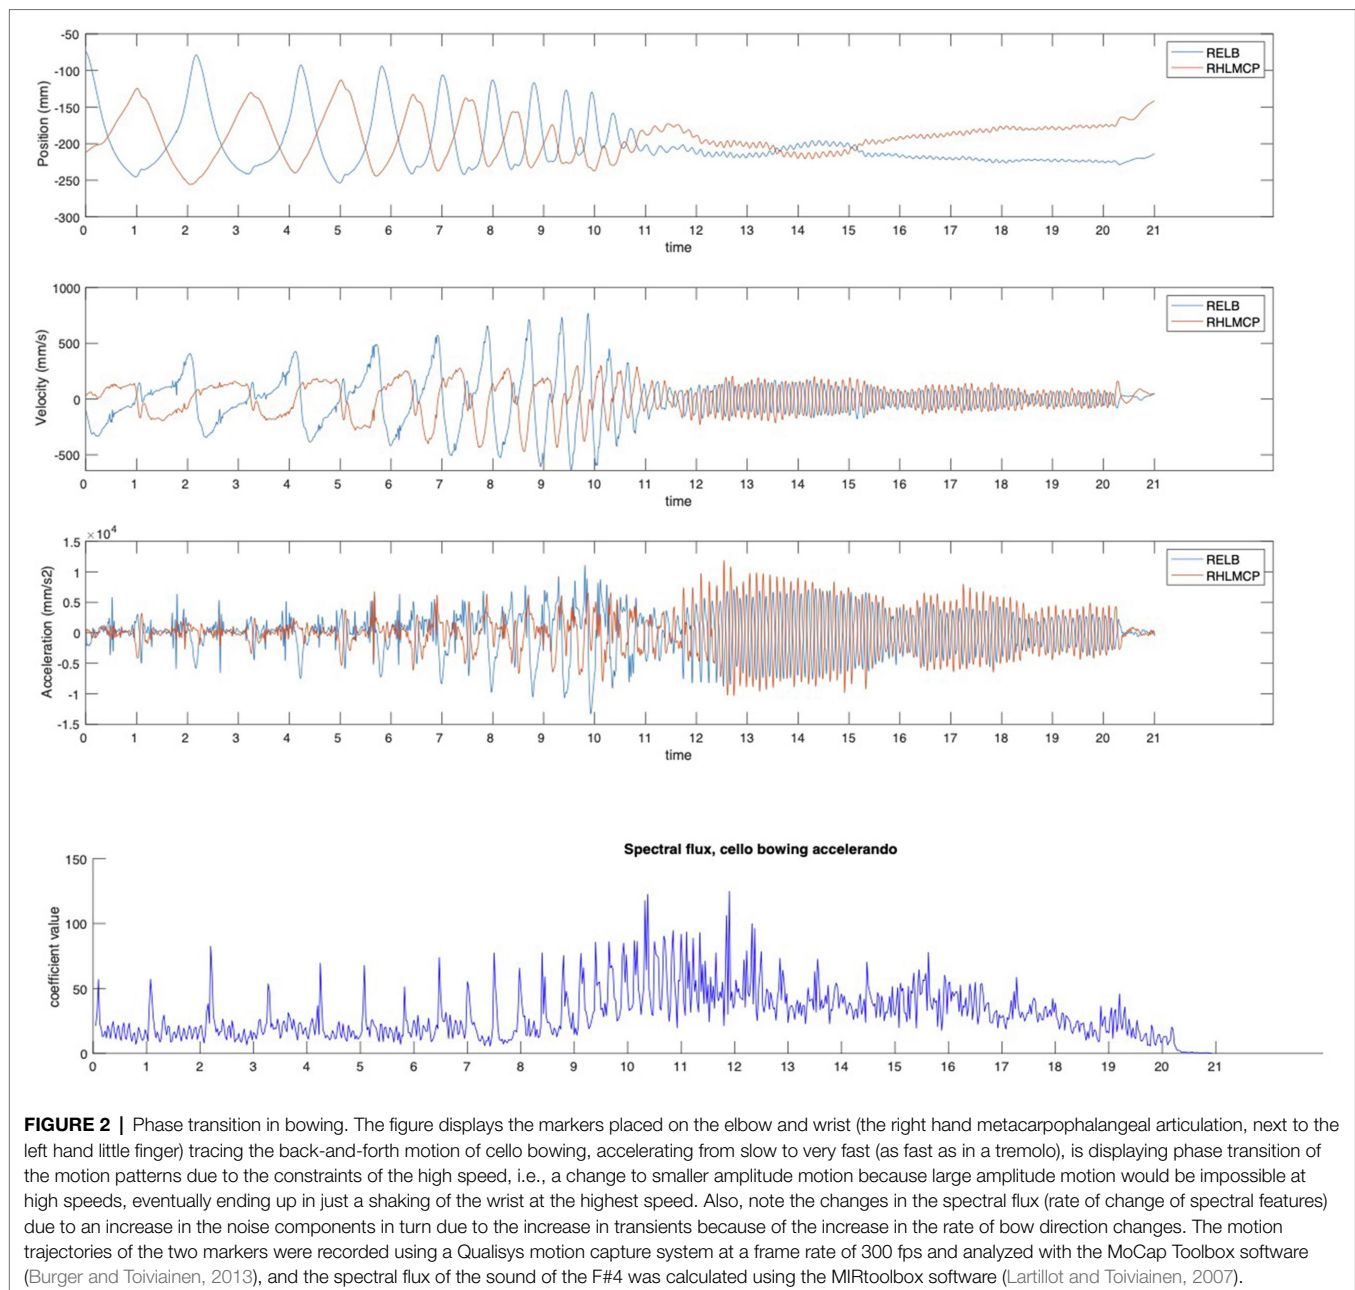 -50
-100
-150
-200
-250
-300
Position (mm)
RELB
RHLMCP
0 1 2 3 4 5 6 7 8 9 10 11 12 13 14 15 16 17 18 19 20 21
time
1000
500
0
-500
Velocity (mm/s)
RELB
RHLMCP
0 1 2 3 4 5 6 7 8 9 10 11 12 13 14 15 16 17 18 19 20 21
time
×10⁴
1.5
1
0.5
0
-0.5
-1
-1.5
Acceleration (mm/s2)
RELB
RHLMCP
0 1 2 3 4 5 6 7 8 9 10 11 12 13 14 15 16 17 18 19 20 21
time
Spectral flux, cello bowing accelerando
150
100
50
0
coefficient value
0 1 2 3 4 5 6 7 8 9 10 11 12 13 14 15 16 17 18 19 20 21
FIGURE 2 | Phase transition in bowing. The figure displays the markers placed on the elbow and wrist (the right hand metacarpophalangeal articulation, next to the
left hand little finger) tracing the back-and-forth motion of cello bowing, accelerating from slow to very fast (as fast as in a tremolo), is displaying phase transition of
the motion patterns due to the constraints of the high speed, i.e., a change to smaller amplitude motion because large amplitude motion would be impossible at
high speeds, eventually ending up in just a shaking of the wrist at the highest speed. Also, note the changes in the spectral flux (rate of change of spectral features)
due to an increase in the noise components in turn due to the increase in transients because of the increase in the rate of bow direction changes. The motion
trajectories of the two markers were recorded using a Qualisys motion capture system at a frame rate of 300 fps and analyzed with the MoCap Toolbox software
(Burger and Toiviainen, 2013), and the spectral flux of the sound of the F#4 was calculated using the MIRtoolbox software (Lartillot and Toiviainen, 2007).